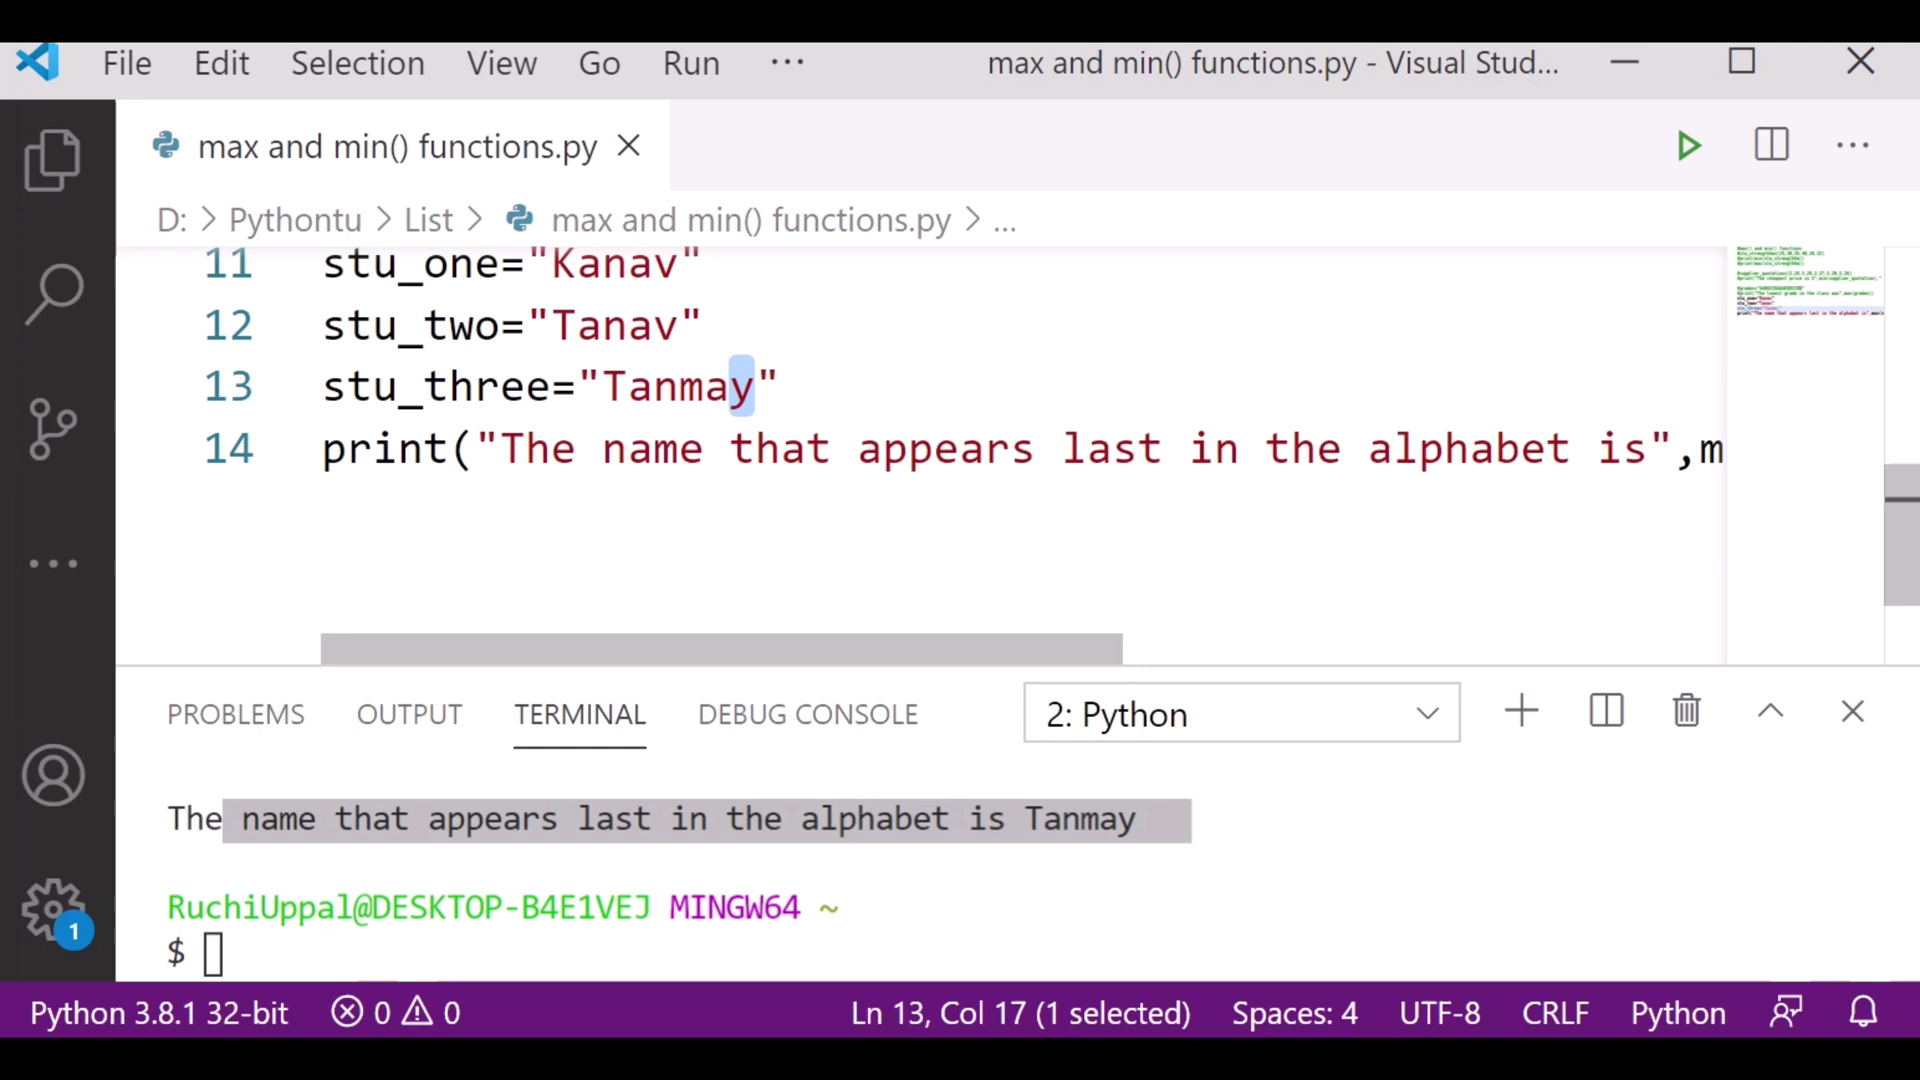 File Edit Selection View Go Run ··· max and min() functions.py - Visual Stud...
max and min() functions.py
D: > Pythontu > List > max and min() functions.py > ...
11 stu_one="Kanav"
12 stu_two="Tanav"
13 stu_three="Tanmay"
14 print("The name that appears last in the alphabet is",m
PROBLEMS OUTPUT TERMINAL DEBUG CONSOLE 2: Python
The name that appears last in the alphabet is Tanmay
RuchiUppal@DESKTOP-B4E1VEJ MINGW64 ~
$
1
Python 3.8.1 32-bit 0 0 Ln 13, Col 17 (1 selected) Spaces: 4 UTF-8 CRLF Python